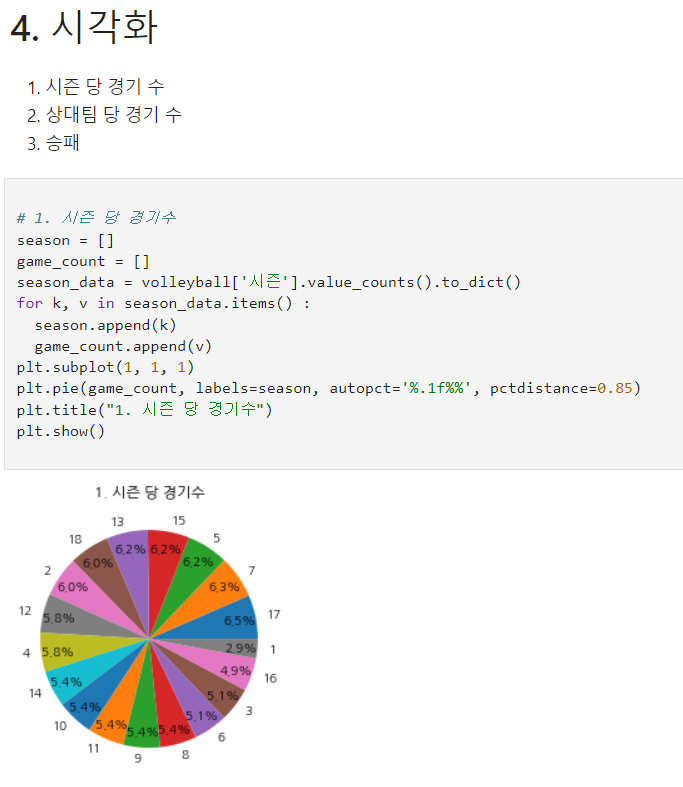 4. 시각화
1. 시즌 당 경기 수
2. 상대팀 당 경기 수
3. 승패
# 1. 시즌 당 경기수
season = []
game_count = []
season_data = volleyball['시즌'].value_counts().to_dict()
for k, v in season_data.items() :
  season.append(k)
  game_count.append(v)
plt.subplot(1, 1, 1)
plt.pie(game_count, labels=season, autopct='%.1f%%', pctdistance=0.85)
plt.title("1. 시즌 당 경기수")
plt.show()
1. 시즌 당 경기수
13
15
18
5
6,2%
6,2%
6,0%
6,2%
2
7
6,0%
6,3%
12
17
5,8%
6,5%
4
5,8%
2,9%
1
4,9%
16
14
5,4%
5,1%
3
10
5,4%
5,1%
6
11
5,4%
5,4%
5,4%
9
8